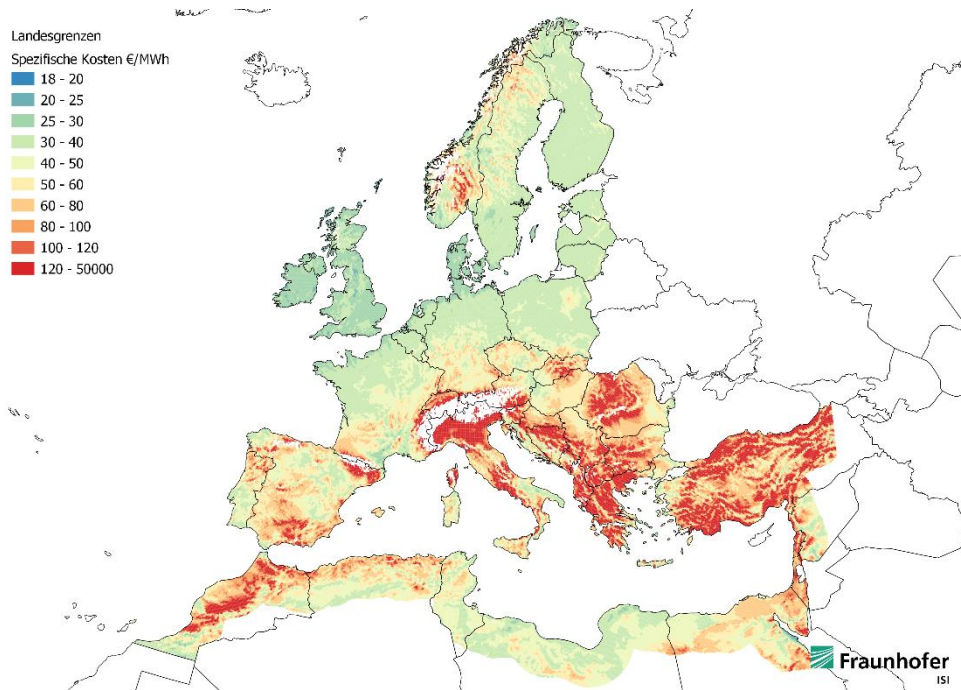 Landesgrenzen
Spezifische Kosten €/MWh
18 - 20
20 - 25
25 - 30
30 - 40
40 - 50
50 - 60
60 - 80
80 - 100
100 - 120
120 - 50000
Fraunhofer
ISI